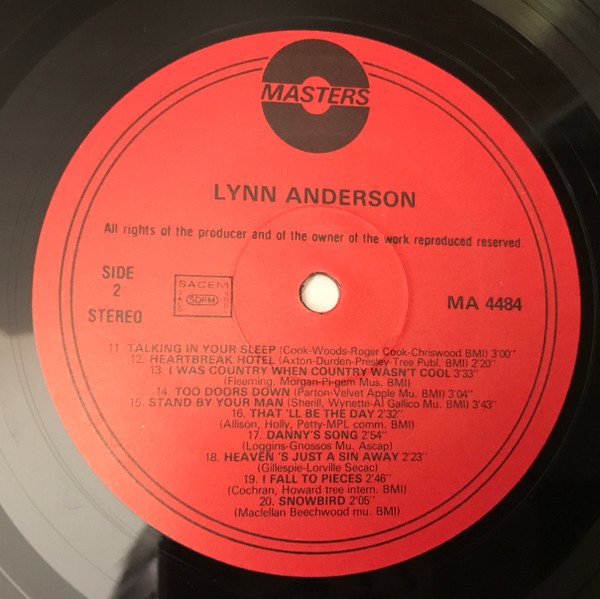 MASTERS
LYNN ANDERSON
All rights of the producer and of the owner of the work reproduced reserved
SIDE
2
STEREO
SACEM
SDRM
MA 4484
11. TALKING IN YOUR SLEEP (Cook-Woods-Roger Cook-Chriswood BMI) 3'00"
12. HEARTBREAK HOTEL (Axton-Durden-Presley-Tree Publ. BMI) 2'20"
13. I WAS COUNTRY WHEN COUNTRY WASN'T COOL 3'33"
(Fleeming, Morgan-Pi-gem Mus. BMI)
14. TOO DOORS DOWN (Parton-Velvet Apple Mu. BMI) 3'04"
15. STAND BY YOUR MAN (Sherill, Wynette-Al Gallico Mu. BMI) 3'43"
16. THAT 'LL BE THE DAY 2'32"
(Allison, Holly, Petty-MPL comm. BMI)
17. DANNY'S SONG 2'54"
(Loggins-Gnossos Mu. Ascap)
18. HEAVEN'S JUST A SIN AWAY 2'23"
(Gillespie-Lorville Secac)
19. I FALL TO PIECES 2'46"
(Cochran, Howard tree intern. BMI)
20. SNOWBIRD 2'05"
(Maclellan Beechwood mu. BMI)